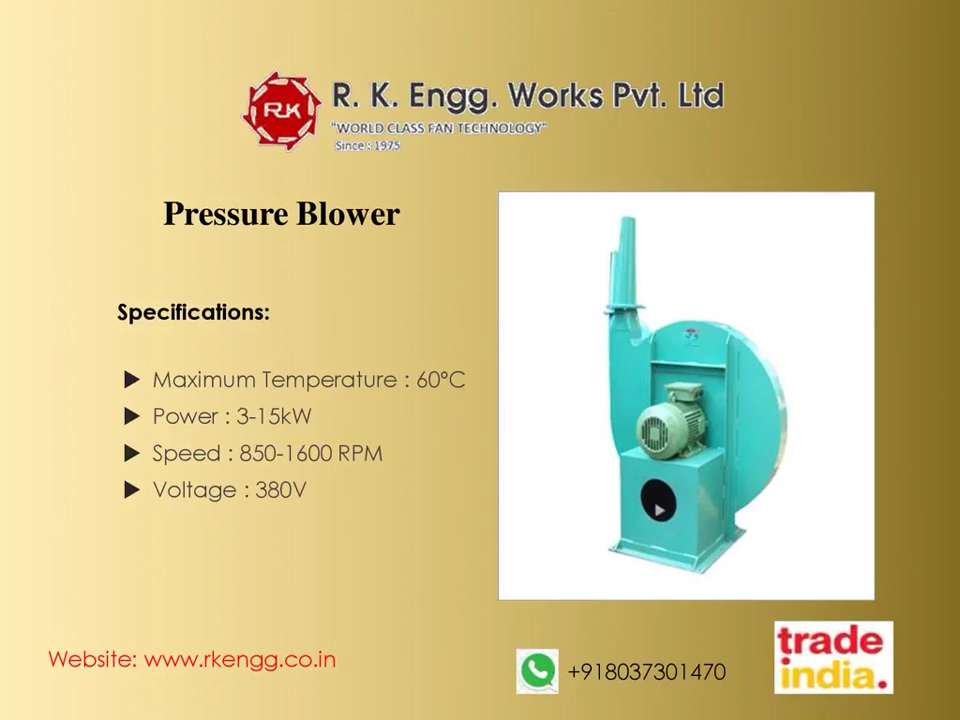 RK
R. K. Engg. Works Pvt. Ltd
"WORLD CLASS FAN TECHNOLOGY"
Since : 1975
Pressure Blower
Specifications:
Maximum Temperature : 60°C
Power : 3-15kW
Speed : 850-1600 RPM
Voltage : 380V
Website: www.rkengg.co.in
+918037301470
trade
india.